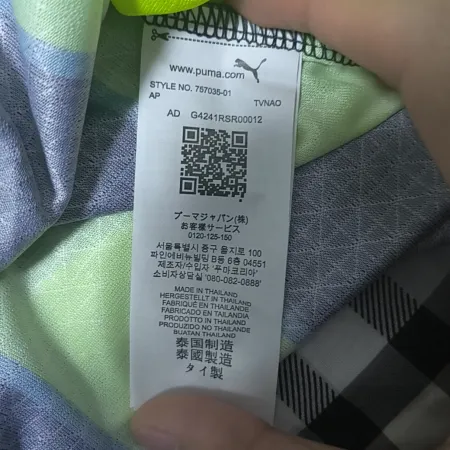 www.puma.com
STYLE NO. 757036-01
AP TVNAO
AD G4241RSR00012
プーマジャパン(株)
お客様サービス
0120-125-150
서울특별시 중구 을지로 100
파인에비뉴빌딩 B동 6층 04551
제조자/수입자 '푸마코리아'
소비자상담실 '080-082-0888'
MADE IN THAILAND
HERGESTELLT IN THAILAND
FABRIQUÉ EN THAÏLANDE
FABRICADO EN TAILANDIA
PRODOTTO IN THAILANDIA
PRODUZIDO NO THAILANDE
BUATAN THAILAND
泰国制造
泰國製造
タイ製